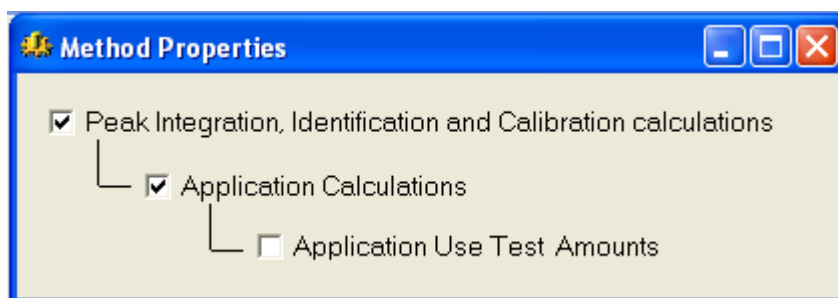 Method Properties
Peak Integration, Identification and Calibration calculations
Application Calculations
Application Use Test Amounts